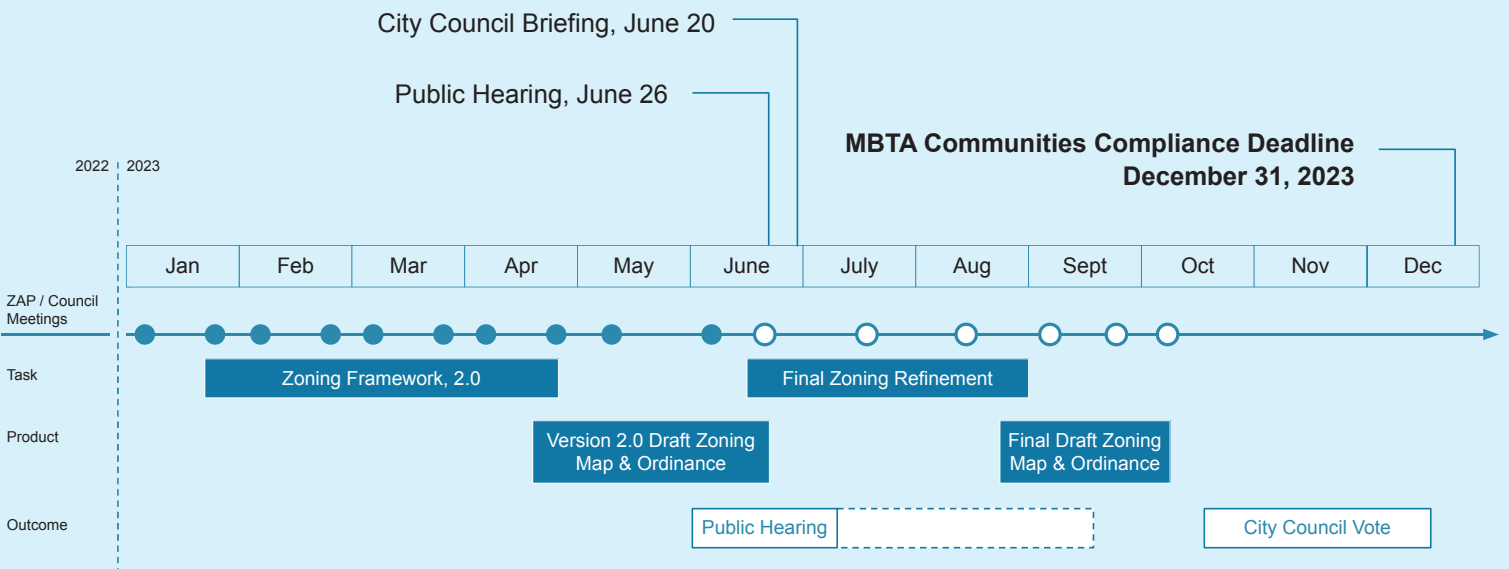 City Council Briefing, June 20
Public Hearing, June 26
MBTA Communities Compliance Deadline
December 31, 2023
2022
2023
Jan
Feb
Mar
Apr
May
June
July
Aug
Sept
Oct
Nov
Dec
ZAP / Council
Meetings
Task
Zoning Framework, 2.0
Final Zoning Refinement
Product
Version 2.0 Draft Zoning
Map & Ordinance
Final Draft Zoning
Map & Ordinance
Outcome
Public Hearing
City Council Vote